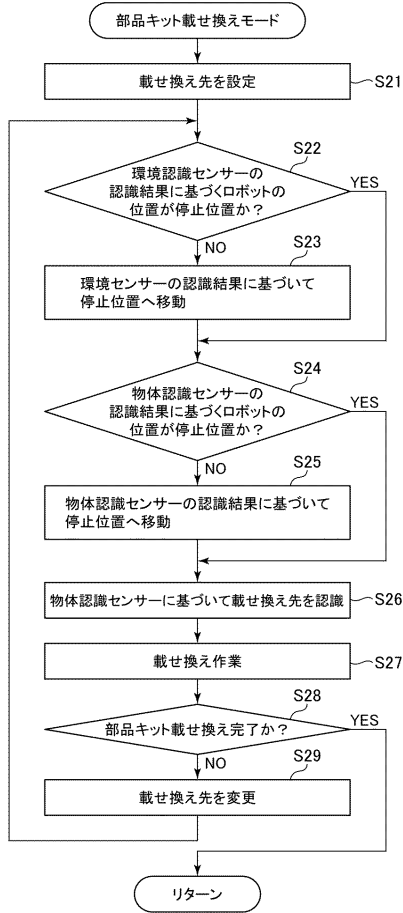 部品キット載せ換えモード
載せ換え先を設定
S21
S22
環境認識センサーの
認識結果に基づくロボットの
位置が停止位置か？
YES
NO
S23
環境センサーの認識結果に基づいて
停止位置へ移動
S24
物体認識センサーの
認識結果に基づくロボットの
位置が停止位置か？
YES
NO
S25
物体認識センサーの認識結果に基づいて
停止位置へ移動
物体認識センサーに基づいて載せ換え先を認識
S26
載せ換え作業
S27
S28
部品キット載せ換え完了か？
YES
NO
S29
載せ換え先を変更
リターン